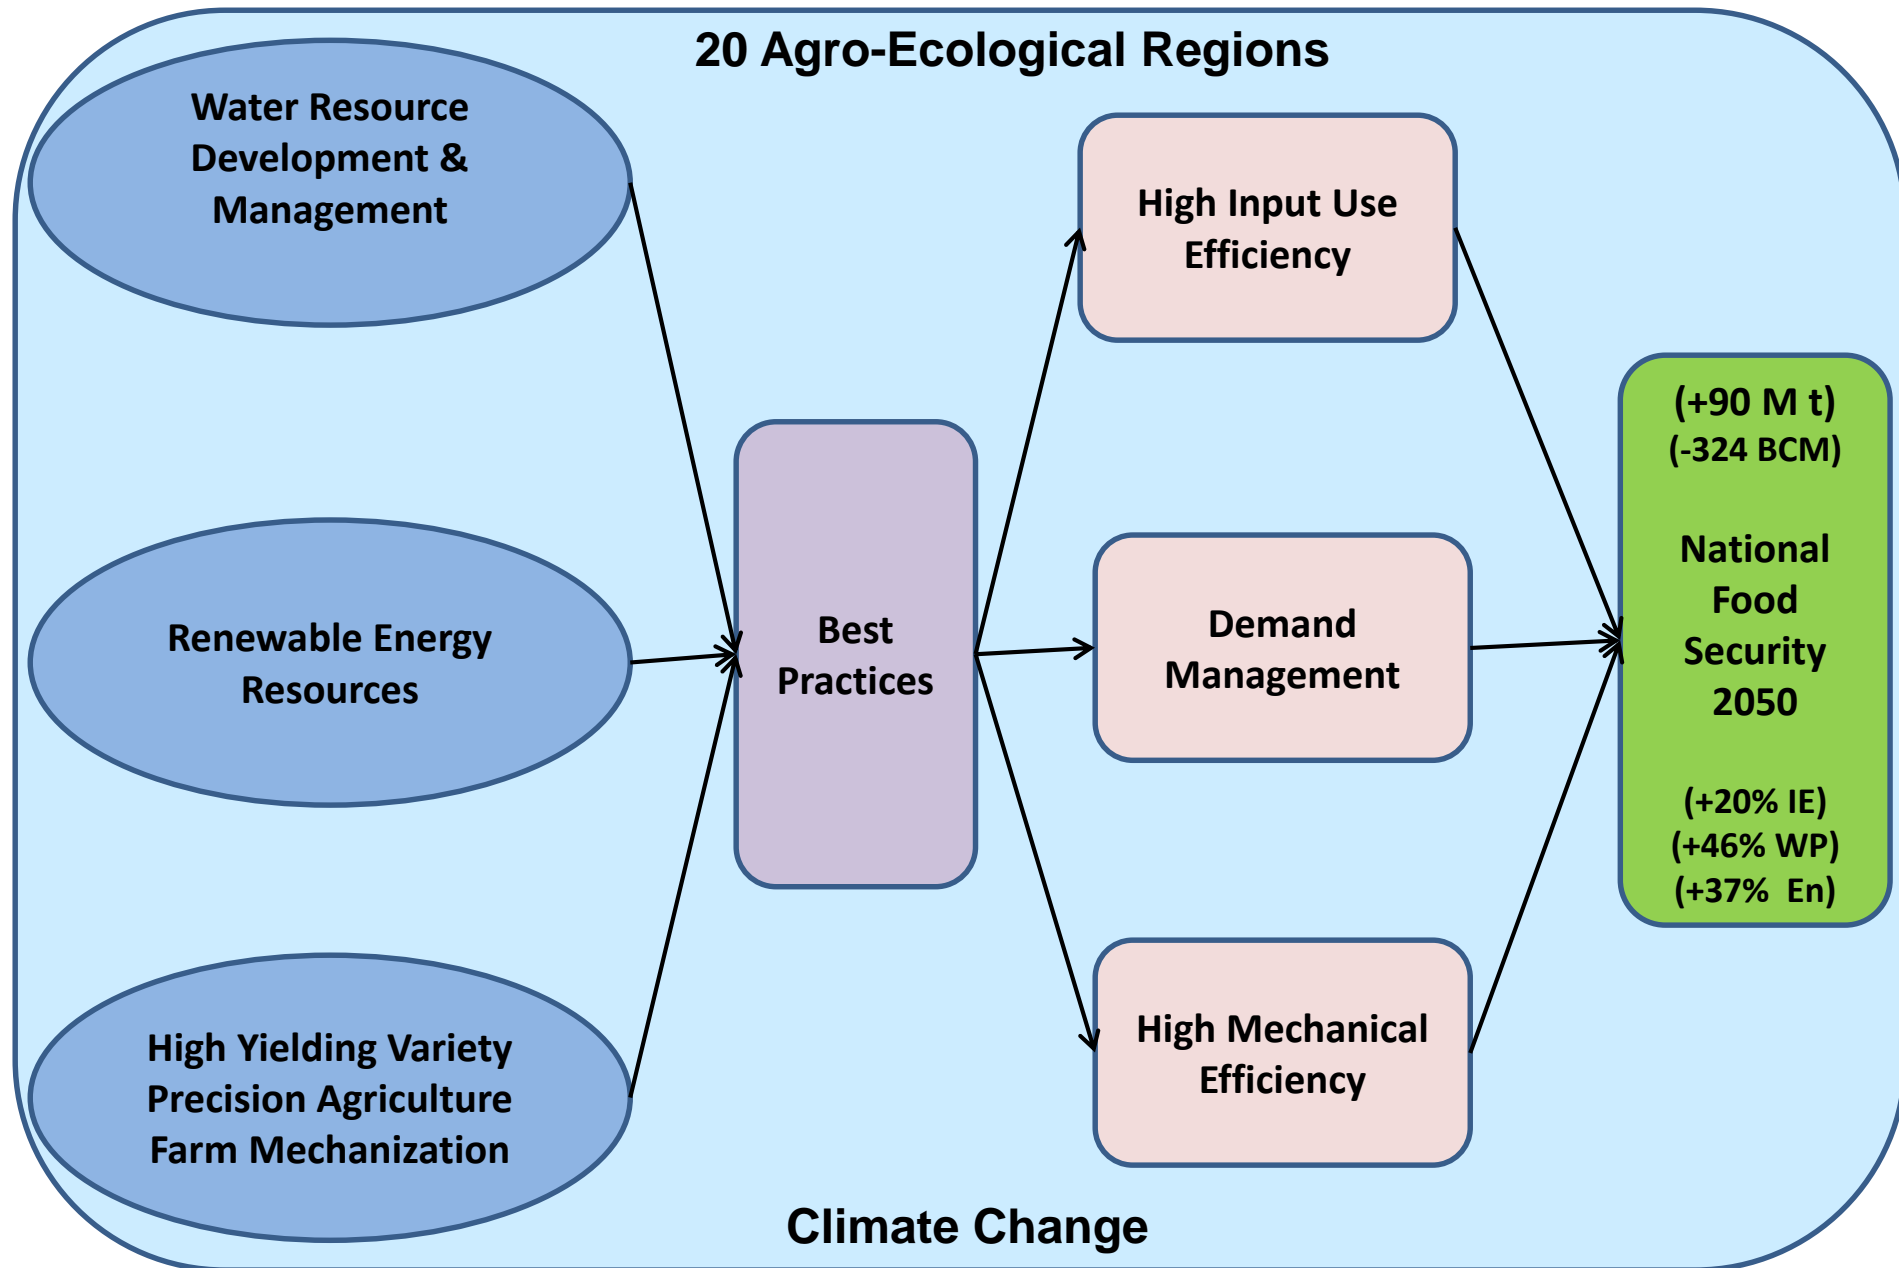 20 Agro-Ecological Regions
Water Resource
Development &
Management
Renewable Energy
Resources
High Yielding Variety
Precision Agriculture
Farm Mechanization
Best
Practices
High Input Use
Efficiency
Demand
Management
High Mechanical
Efficiency
(+90 M t)
(-324 BCM)
National
Food
Security
2050
(+20% IE)
(+46% WP)
(+37%  En)
Climate Change